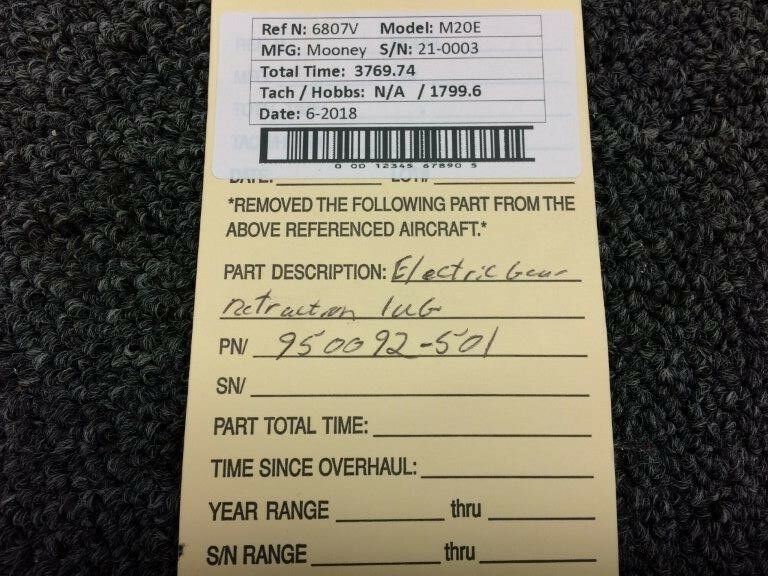 Ref N: 6807V Model: M20E
MFG: Mooney S/N: 21-0003
Total Time: 3769.74
Tach / Hobbs: N/A / 1799.6
Date: 6-2018
0 00 12345 67890 5
DATE: LOT#
*REMOVED THE FOLLOWING PART FROM THE
ABOVE REFERENCED AIRCRAFT.*
PART DESCRIPTION: Electric Gear
retraction lug
PN/ 950092-501
SN/
PART TOTAL TIME:
TIME SINCE OVERHAUL:
YEAR RANGE thru
S/N RANGE thru